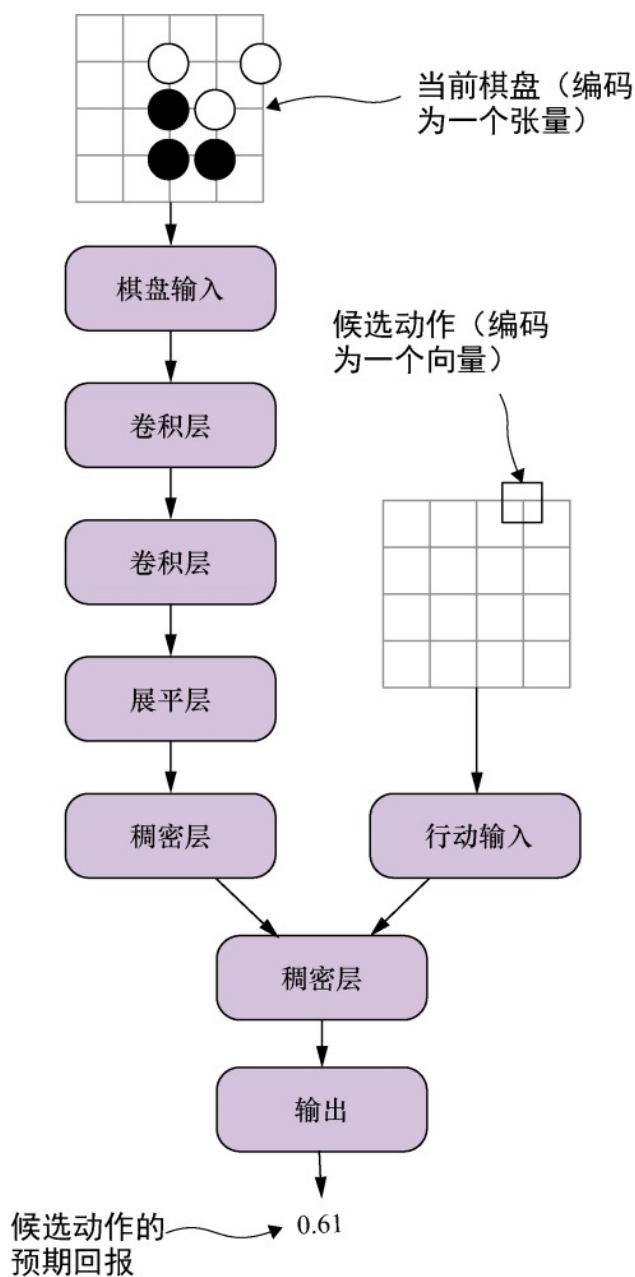 当前棋盘（编码
为一个张量）
棋盘输入
候选动作（编码
为一个向量）
卷积层
卷积层
展平层
稠密层
行动输入
稠密层
输出
0.61
候选动作的
预期回报